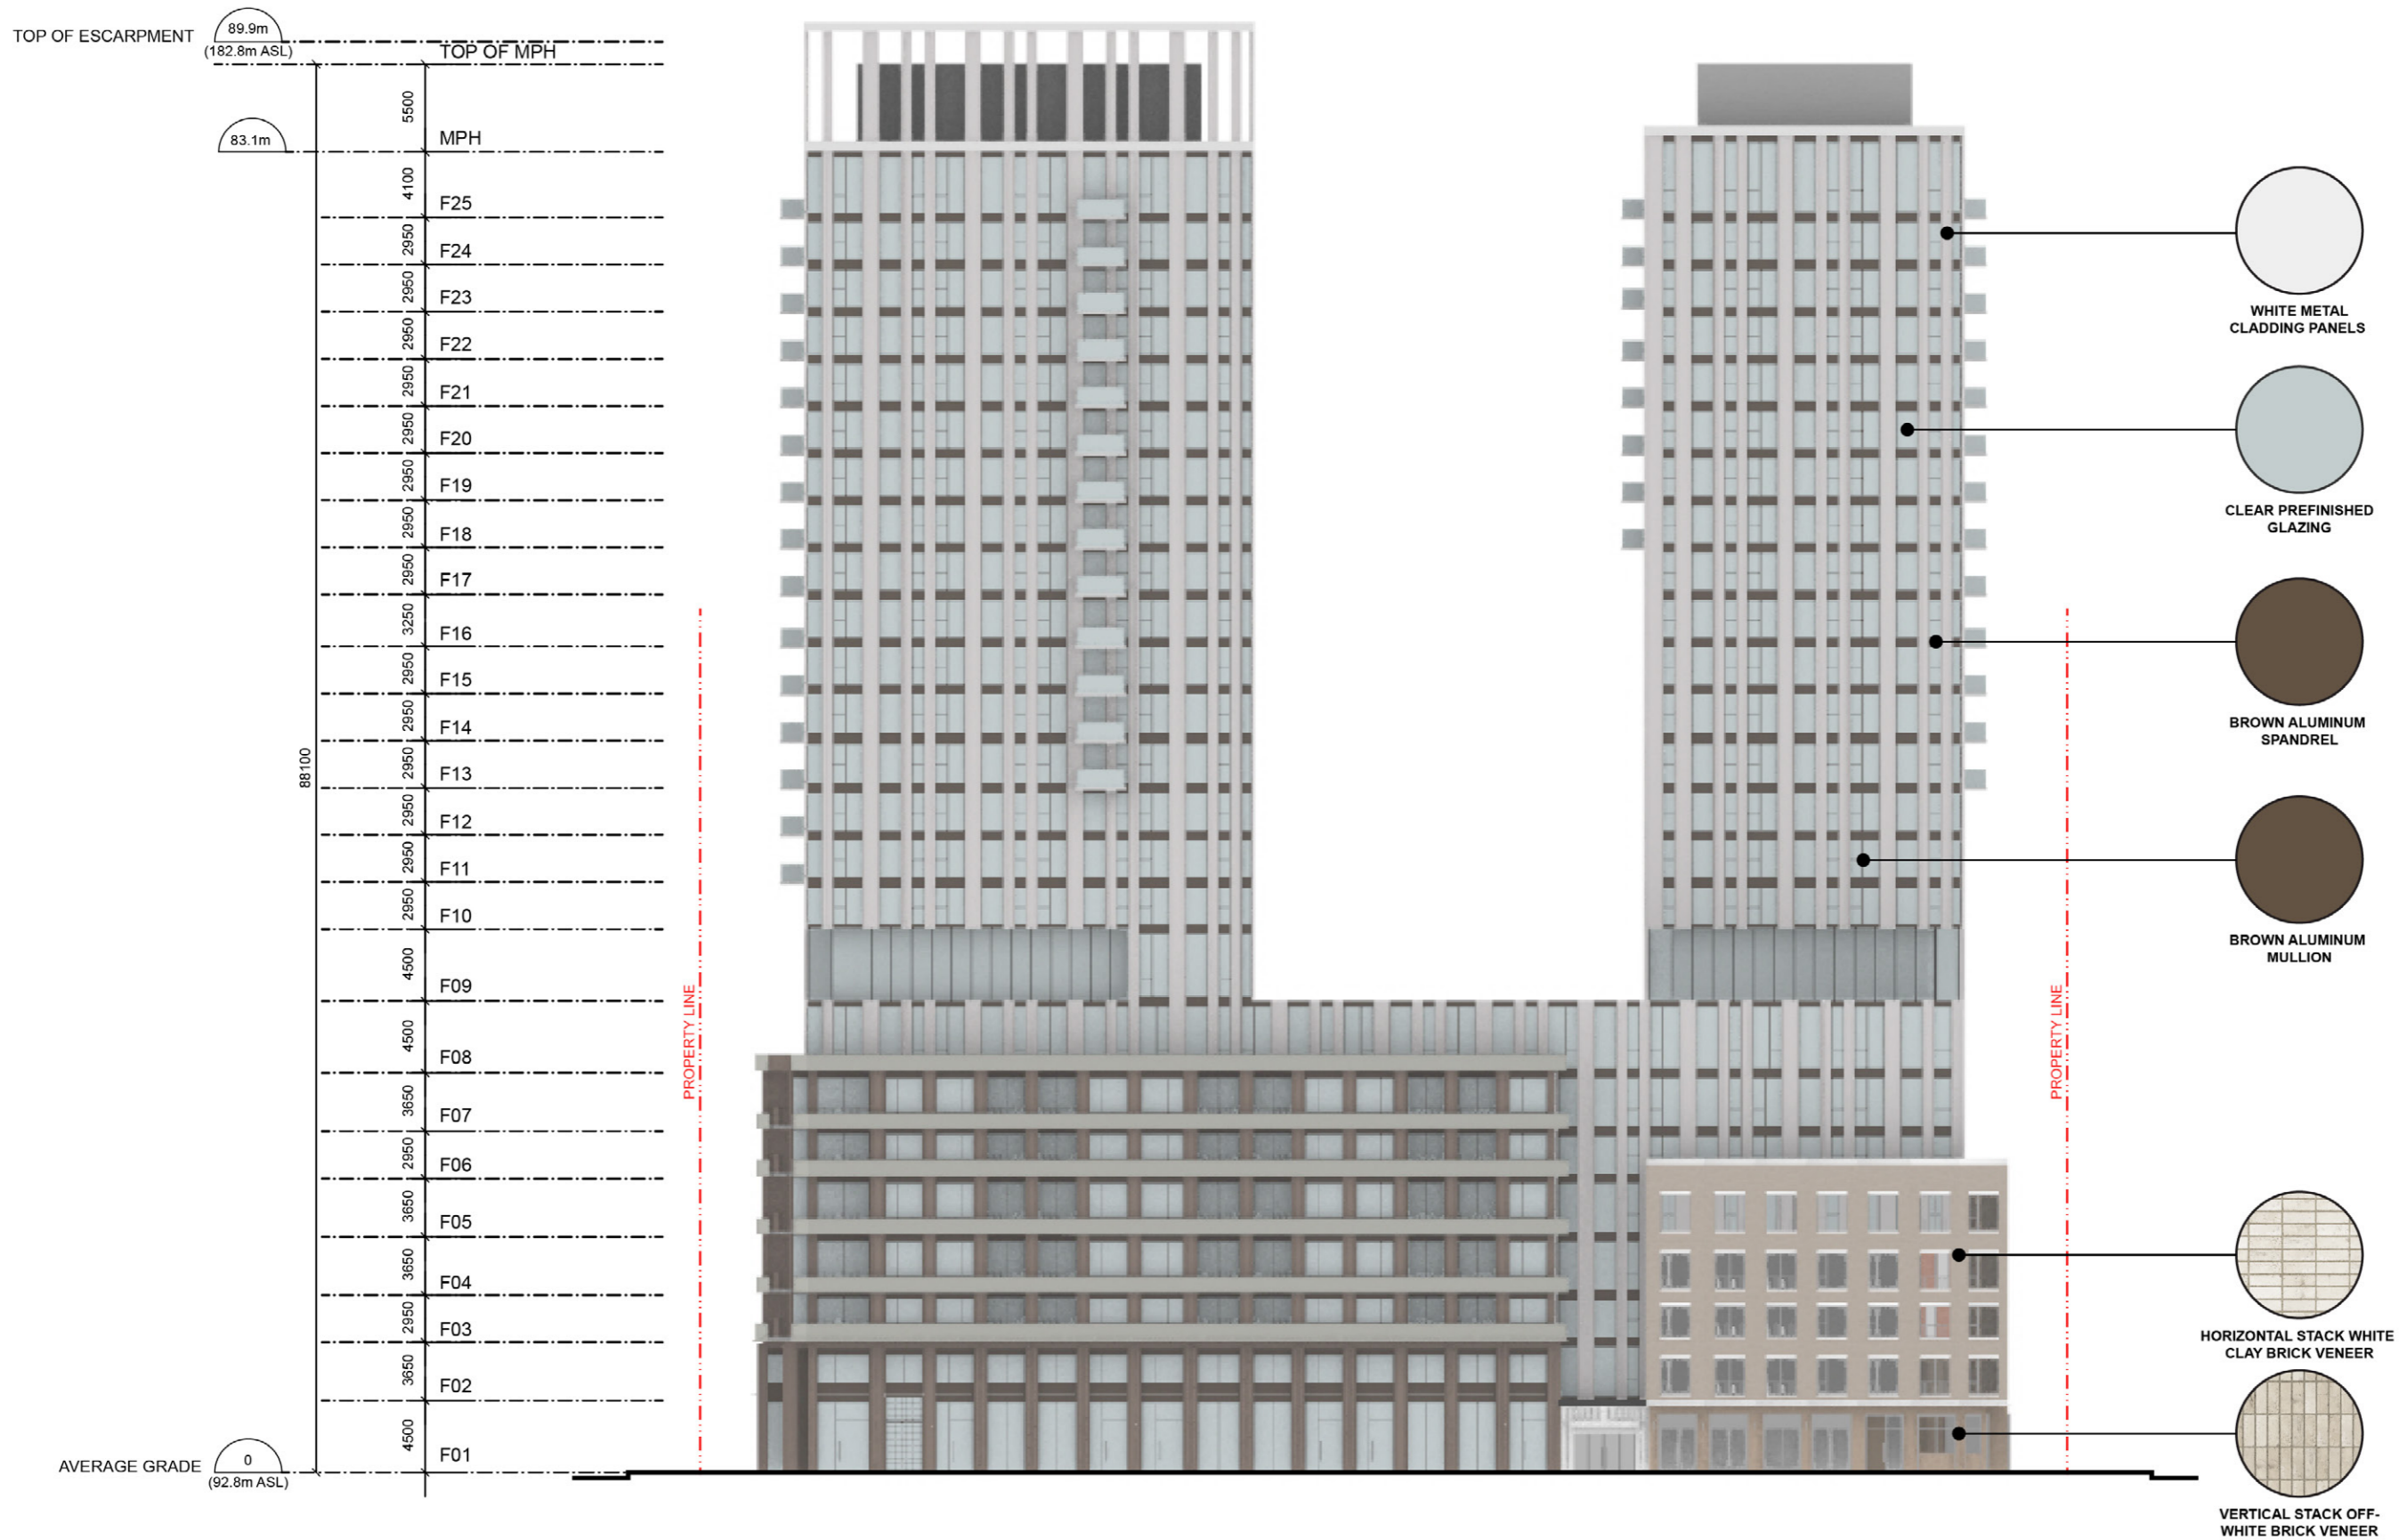 TOP OF ESCARPMENT
89.9m
(182.8m ASL)
TOP OF MPH
5500
83.1m
MPH
4100
F25
2950
F24
2950
F23
2950
F22
2950
F21
2950
F20
2950
F19
2950
F18
2950
F17
3250
F16
2950
F15
2950
F14
2950
F13
88100
2950
F12
2950
F11
2950
F10
4500
F09
4500
F08
3650
F07
2950
F06
3650
F05
3650
F04
2950
F03
3650
F02
4500
F01
AVERAGE GRADE
0
(92.8m ASL)
PROPERTY LINE
PROPERTY LINE
WHITE METAL
CLADDING PANELS
CLEAR PREFINISHED
GLAZING
BROWN ALUMINUM
SPANDREL
BROWN ALUMINUM
MULLION
HORIZONTAL STACK WHITE
CLAY BRICK VENEER
VERTICAL STACK OFF-
WHITE BRICK VENEER